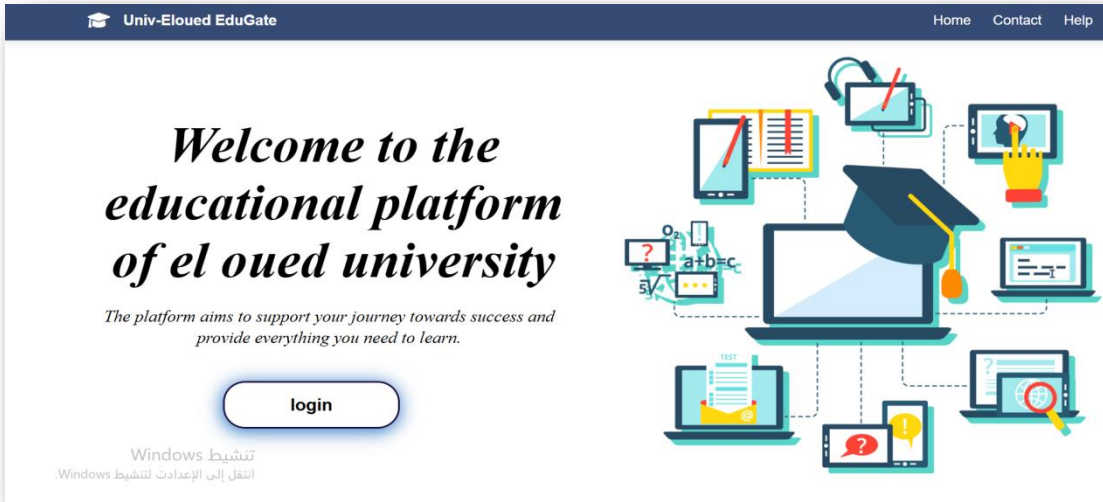 Univ-Eloued EduGate
Home Contact Help
Welcome to the
educational platform
of el oued university
The platform aims to support your journey towards success and
provide everything you need to learn.
login
تنشيط Windows
انتقل إلى الإعدادت لتنشيط Windows.
O₂
?
!
a+b=c
5√
TEST
@
?
?
!